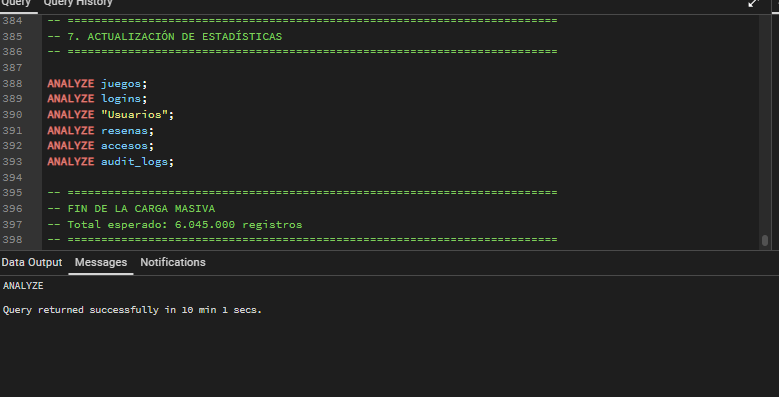 Query Query History
384 -- ===========================================================================
385 -- 7. ACTUALIZACIÓN DE ESTADÍSTICAS
386 -- ===========================================================================
387
388 ANALYZE juegos;
389 ANALYZE logins;
390 ANALYZE "Usuarios";
391 ANALYZE resenas;
392 ANALYZE accesos;
393 ANALYZE audit_logs;
394
395 -- ===========================================================================
396 -- FIN DE LA CARGA MASIVA
397 -- Total esperado: 6.045.000 registros
398 -- ===========================================================================
Data Output Messages Notifications
ANALYZE
Query returned successfully in 10 min 1 secs.